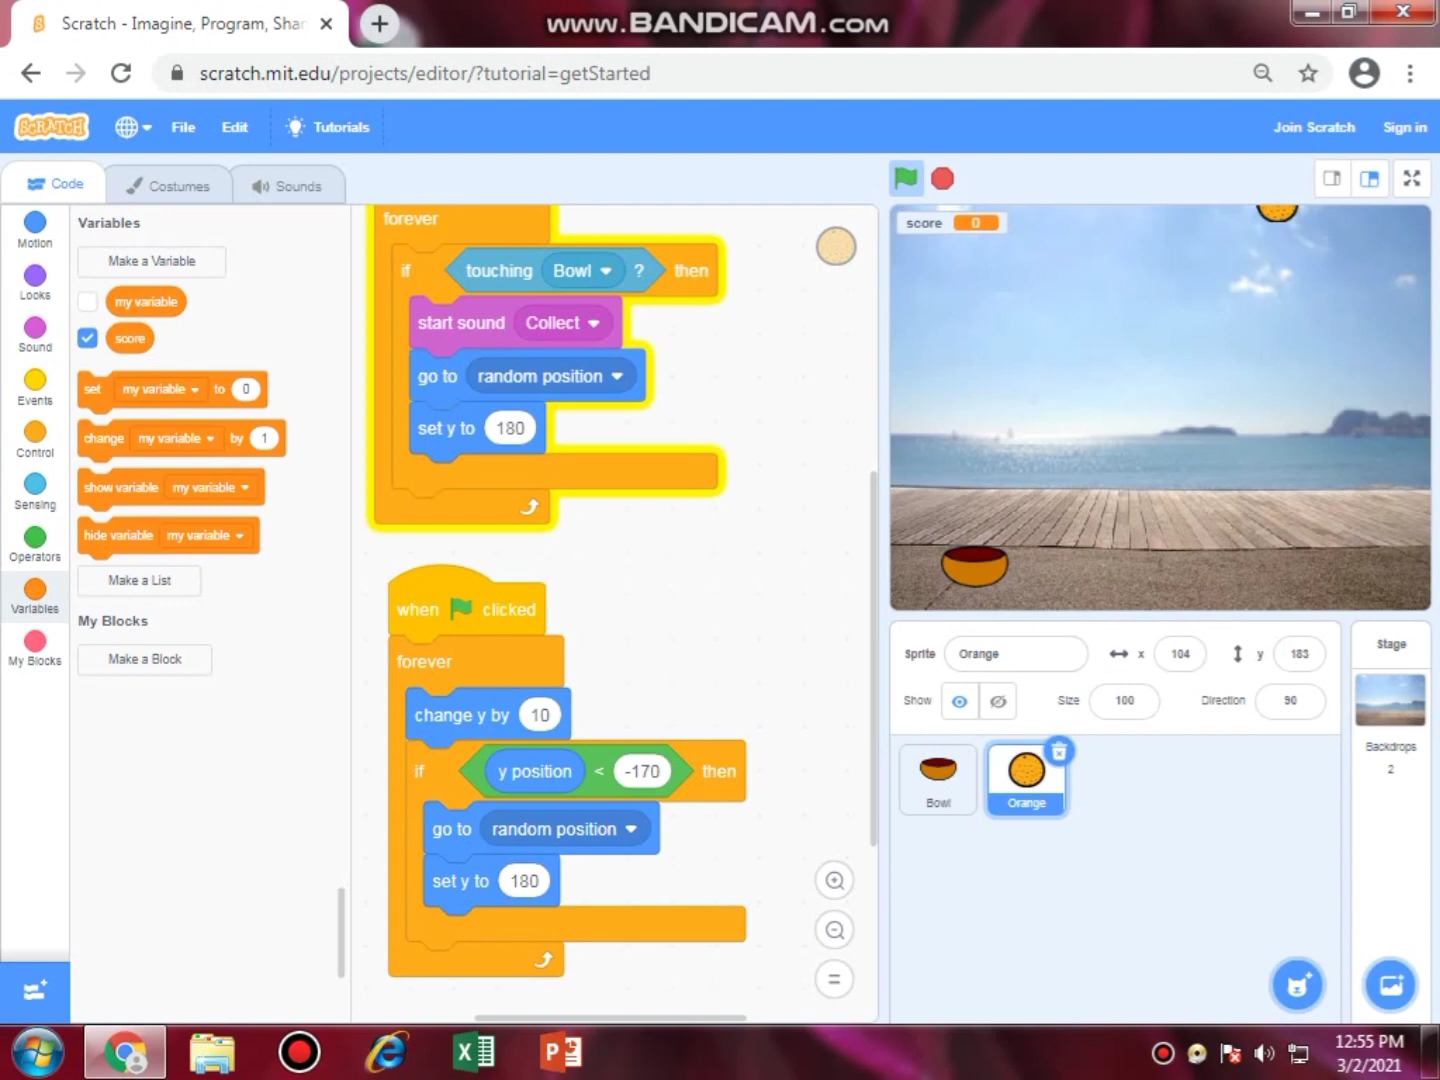 Scratch - Imagine, Program, Shar
www.BANDICAM.com
scratch.mit.edu/projects/editor/?tutorial=getStarted
SCRATCH
File
Edit
Tutorials
Join Scratch
Sign in
Code
Costumes
Sounds
Motion
Looks
Sound
Events
Control
Sensing
Operators
Variables
My Blocks
Variables
Make a Variable
my variable
score
set my variable to 0
change my variable by 1
show variable my variable
hide variable my variable
Make a List
My Blocks
Make a Block
forever
if touching Bowl ? then
start sound Collect
go to random position
set y to 180
when clicked
forever
change y by 10
if y position < -170 then
go to random position
set y to 180
score 0
Sprite Orange x 104 y 183
Show Size 100 Direction 90
Bowl
Orange
Stage
Backdrops
2
12:55 PM
3/2/2021